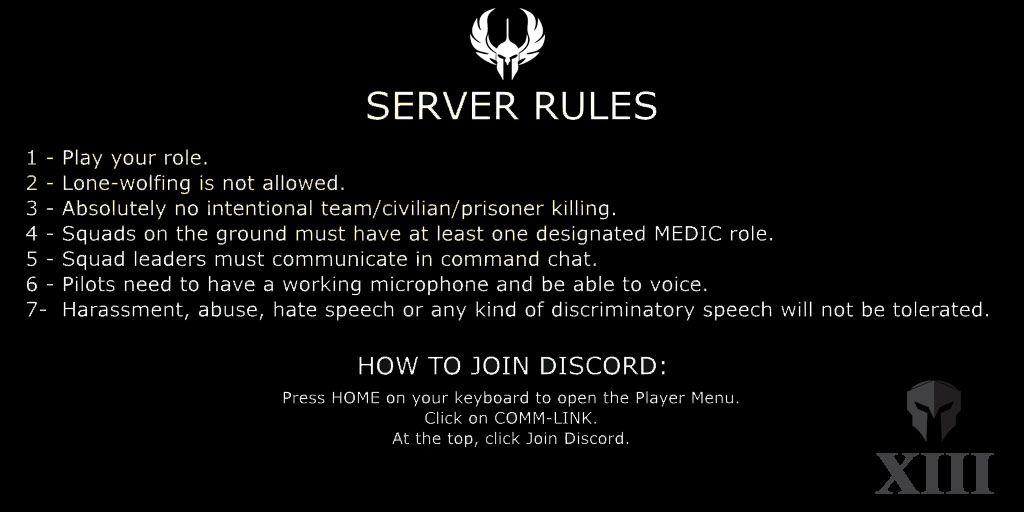 SERVER RULES
1 - Play your role.
2 - Lone-wolfing is not allowed.
3 - Absolutely no intentional team/civilian/prisoner killing.
4 - Squads on the ground must have at least one designated MEDIC role.
5 - Squad leaders must communicate in command chat.
6 - Pilots need to have a working microphone and be able to voice.
7-  Harassment, abuse, hate speech or any kind of discriminatory speech will not be tolerated.
HOW TO JOIN DISCORD:
Press HOME on your keyboard to open the Player Menu.
Click on COMM-LINK.
At the top, click Join Discord.
XIII